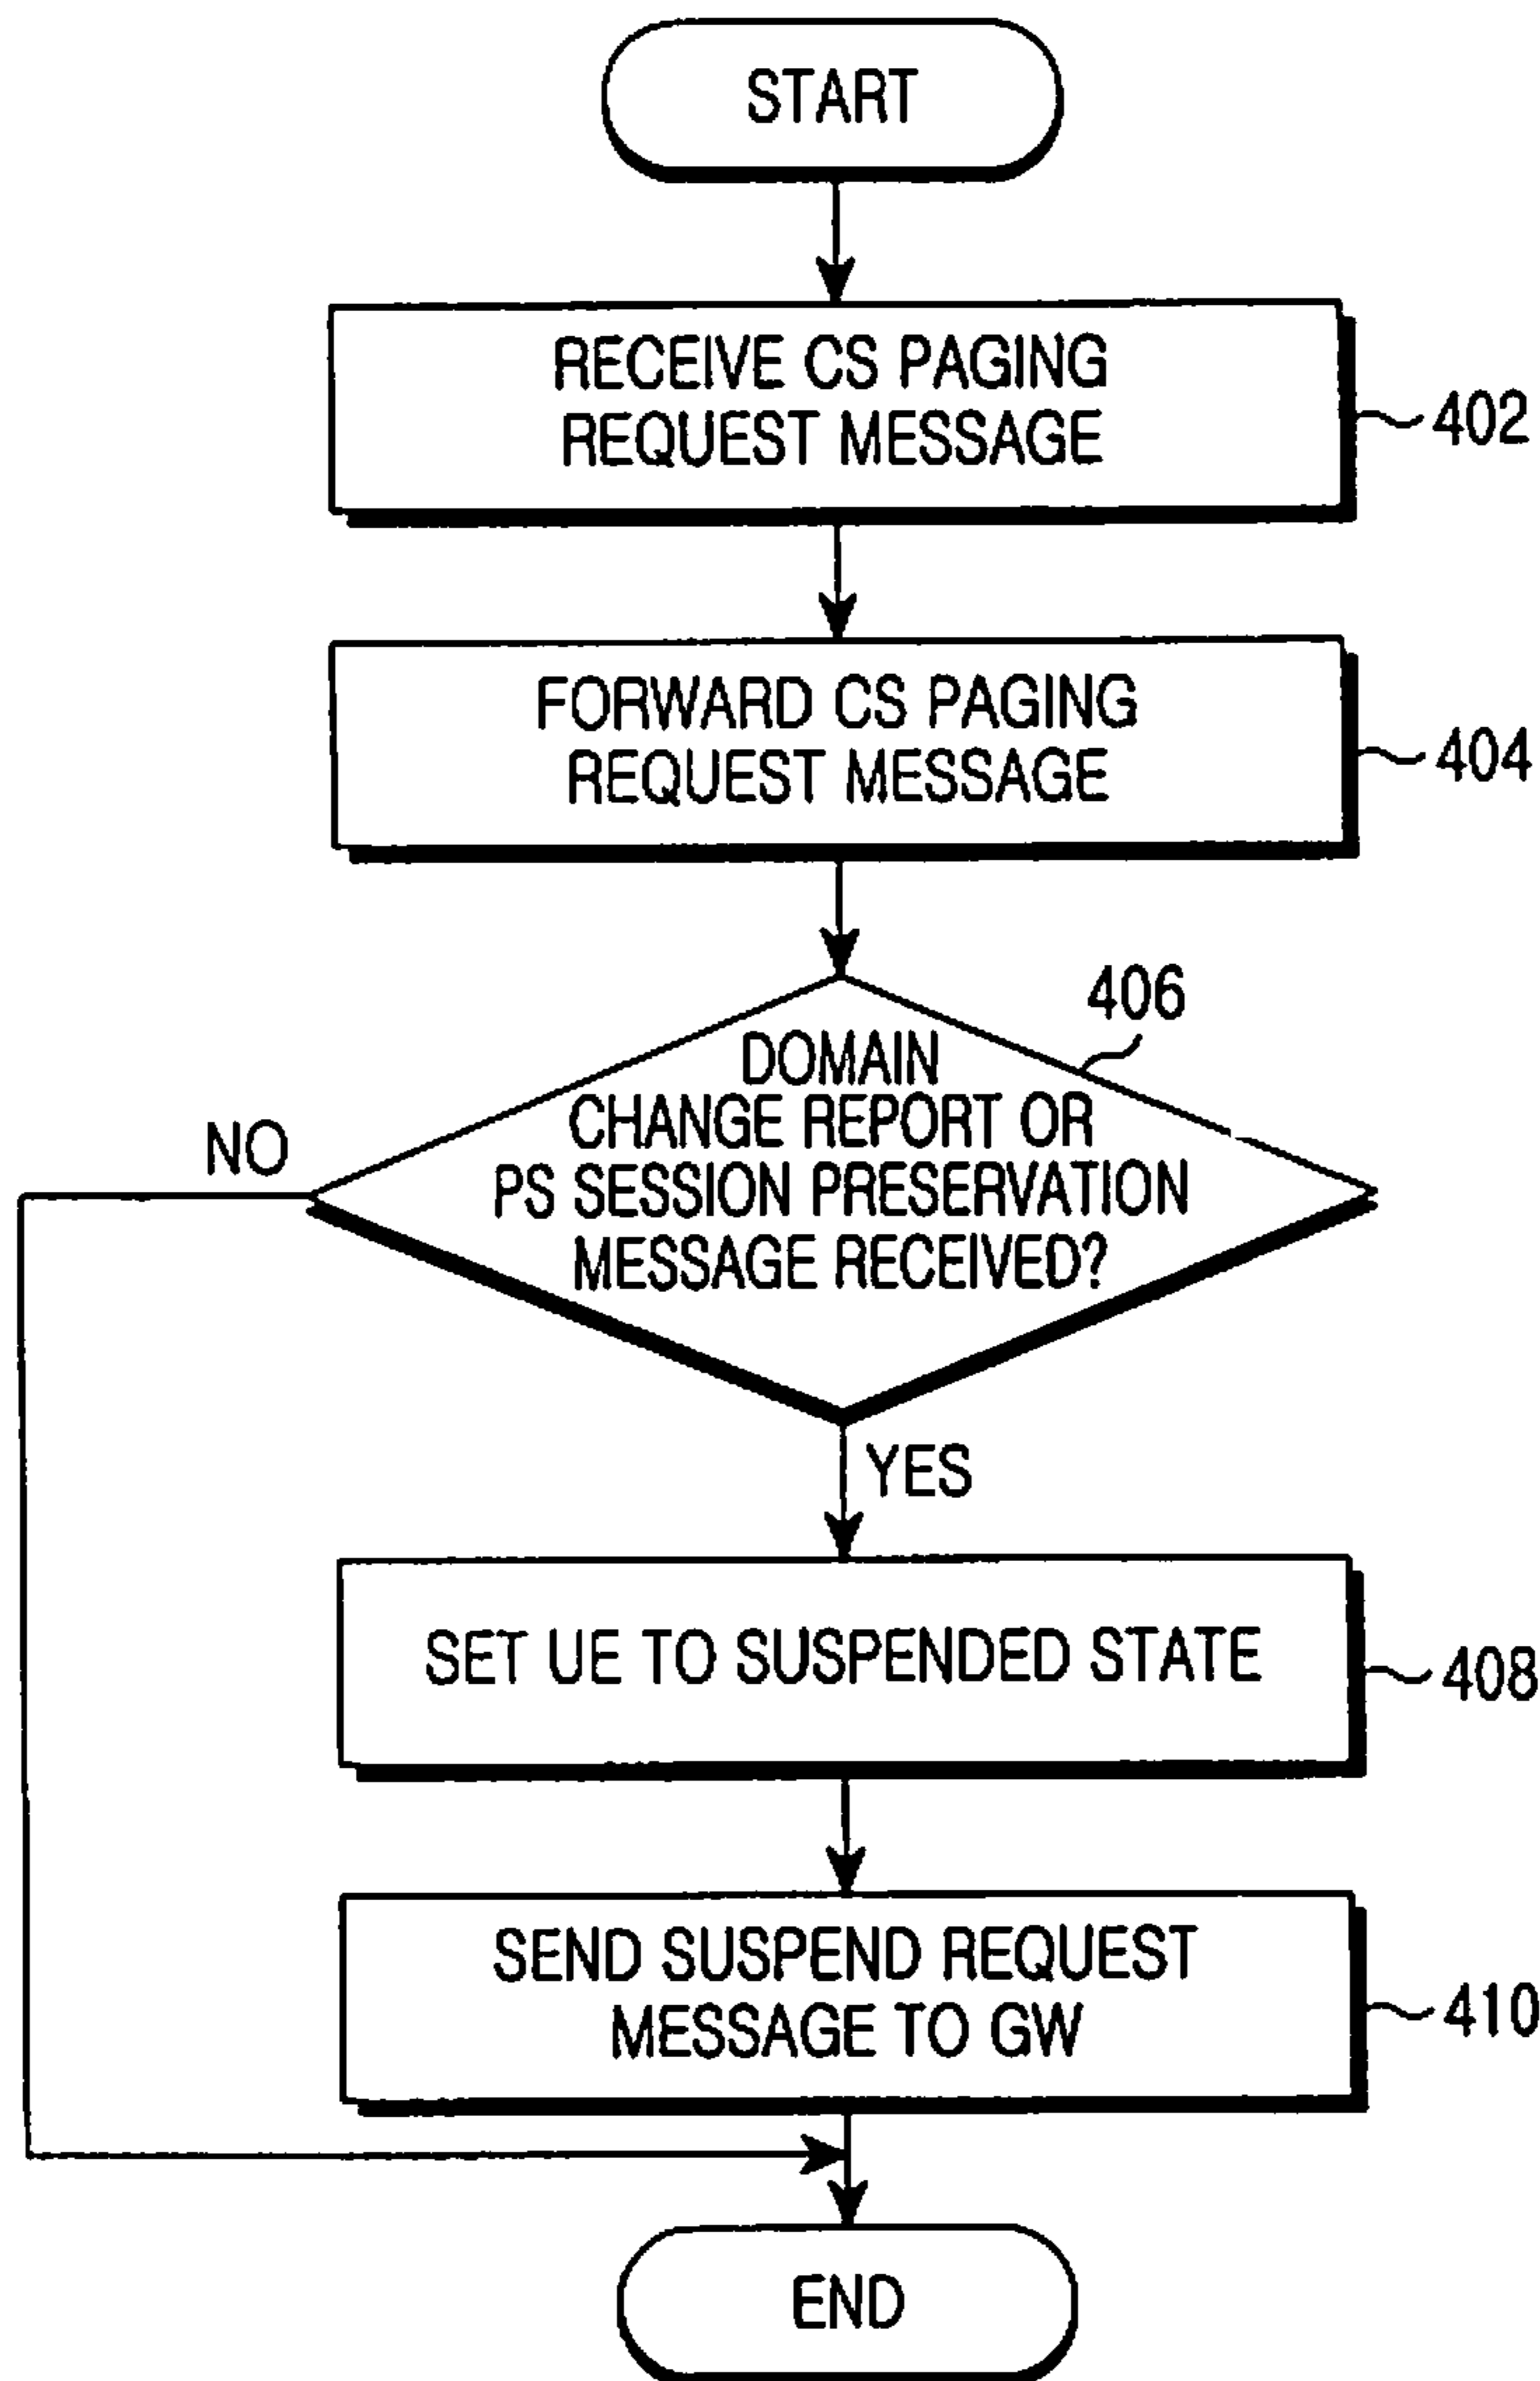 START
RECEIVE CS PAGING
REQUEST MESSAGE
402
FORWARD CS PAGING
REQUEST MESSAGE
404
406
DOMAIN
CHANGE REPORT OR
PS SESSION PRESERVATION
MESSAGE RECEIVED?
NO
YES
SET UE TO SUSPENDED STATE
408
SEND SUSPEND REQUEST
MESSAGE TO GW
410
END